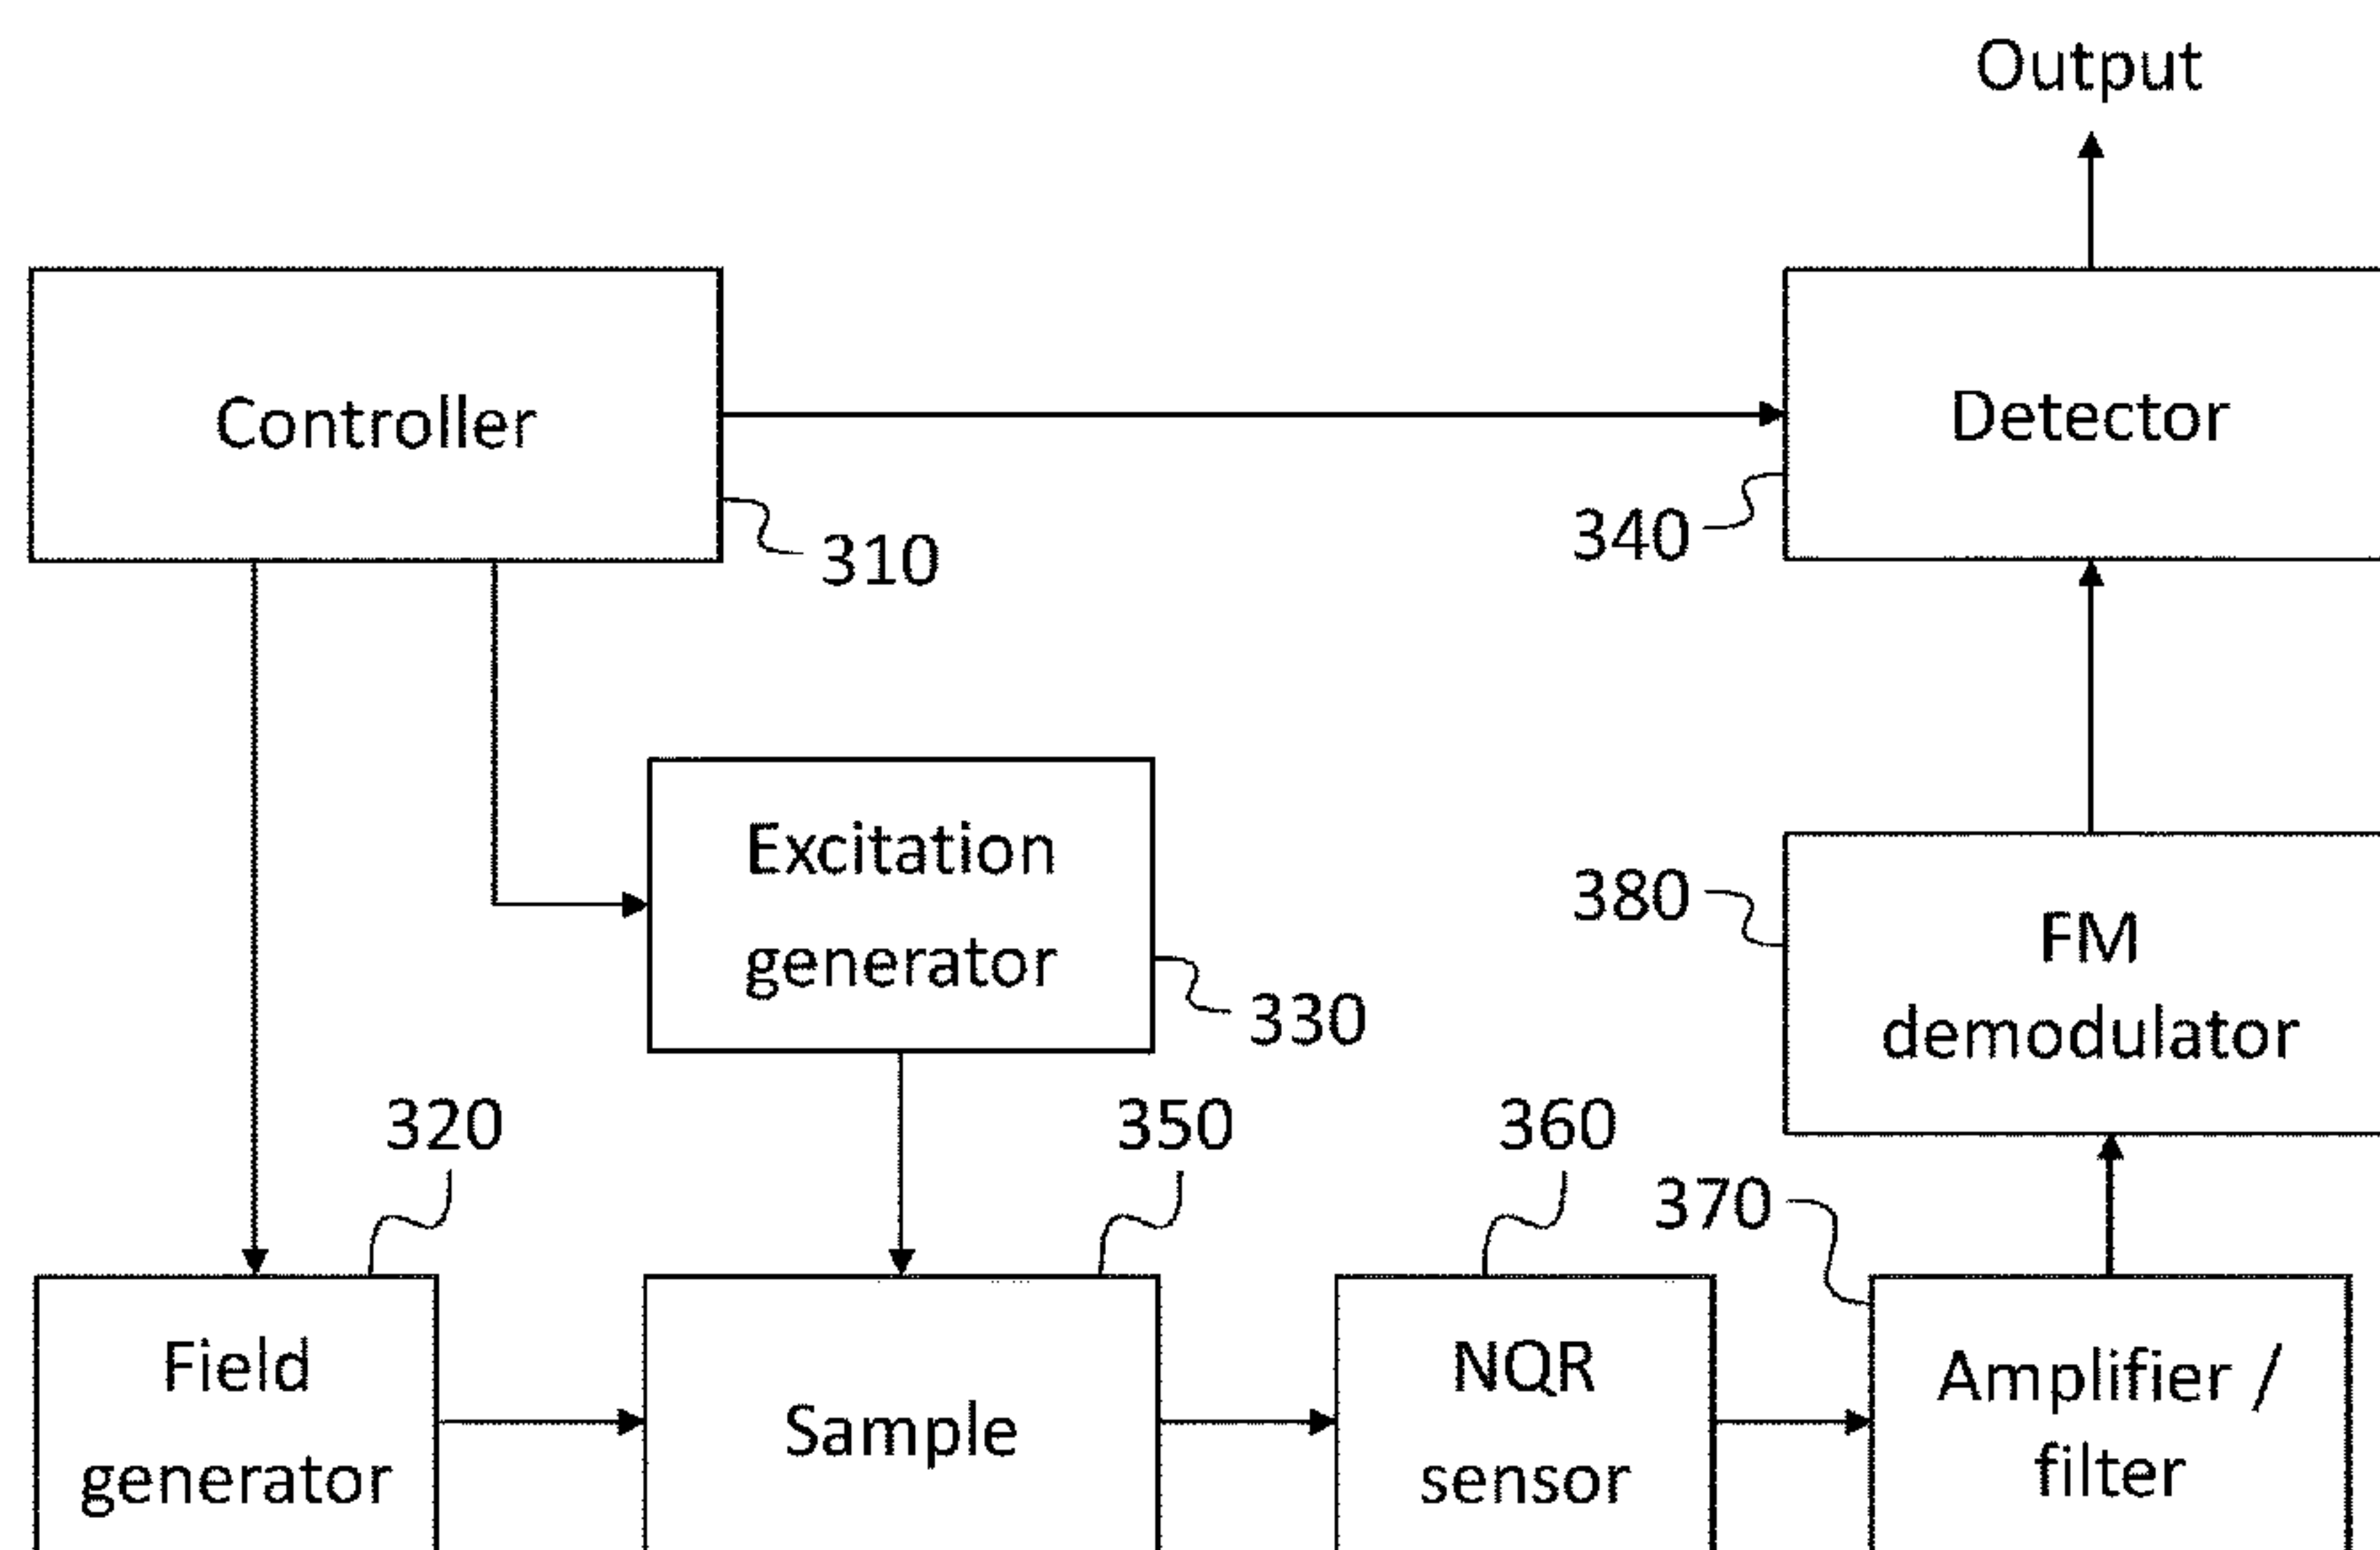 Output
Controller
Detector
310
340
Excitation
generator
330
380
FM
demodulator
320
350
360
370
Field
generator
Sample
NQR
sensor
Amplifier /
filter